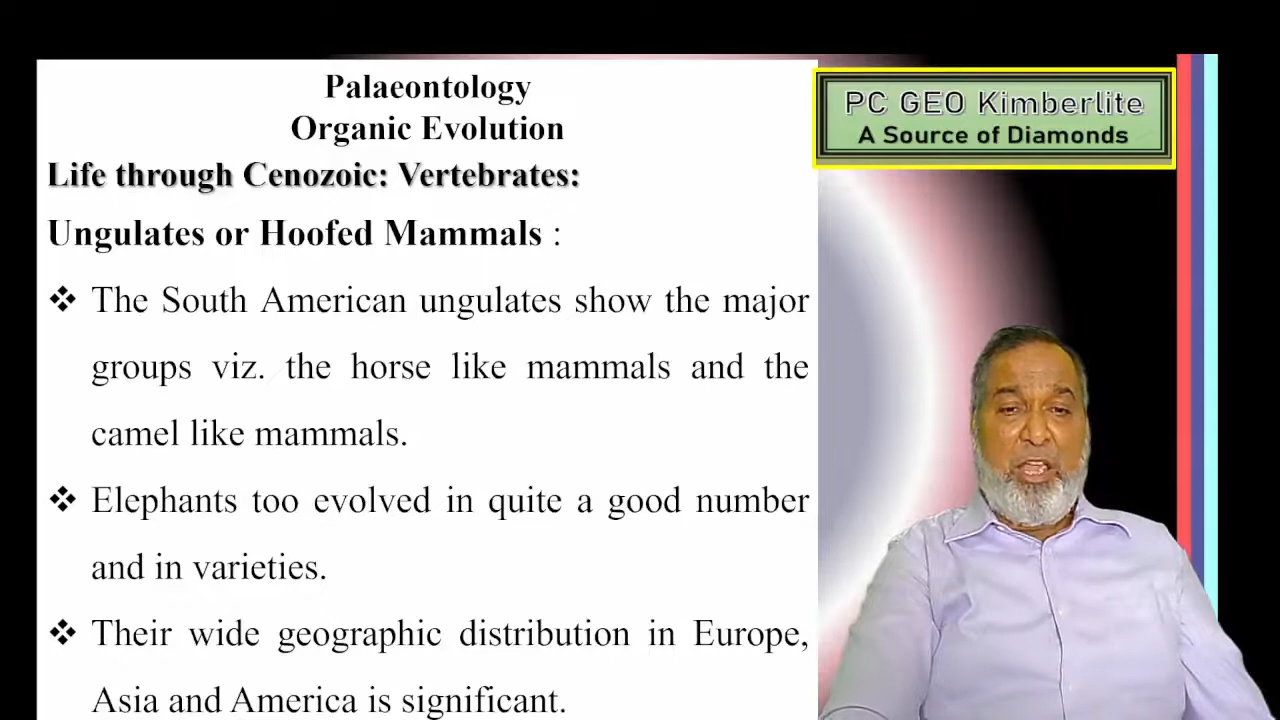 Palaeontology
Organic Evolution
Life through Cenozoic: Vertebrates:
Ungulates or Hoofed Mammals :
❖ The South American ungulates show the major
groups viz. the horse like mammals and the
camel like mammals.
❖ Elephants too evolved in quite a good number
and in varieties.
❖ Their wide geographic distribution in Europe,
Asia and America is significant.
PC GEO Kimberlite
A Source of Diamonds